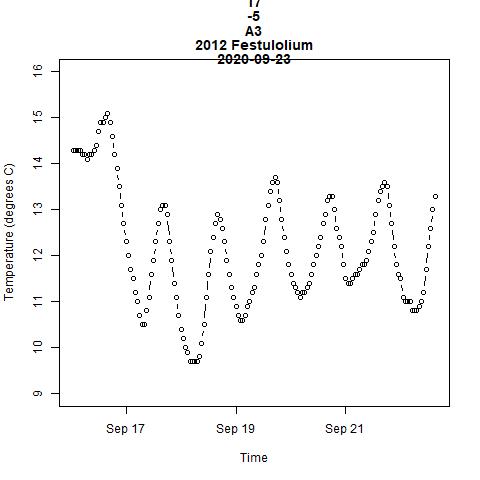 17
-5
A3
2012 Festulolium
2020-09-23
Temperature (degrees C)
16
15
14
13
12
11
10
9
Sep 17
Sep 19
Sep 21
Time